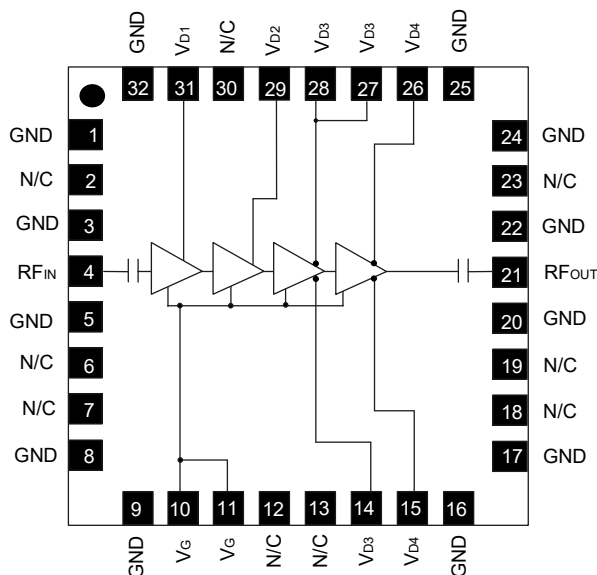 GND VD1 N/C VD2 VD3 VD3 VD4 GND
32 31 30 29 28 27 26 25
GND 1 24 GND
N/C 2 23 N/C
GND 3 22 GND
RFIN 4 21 RFOUT
GND 5 20 GND
N/C 6 19 N/C
N/C 7 18 N/C
GND 8 17 GND
9 10 11 12 13 14 15 16
GND VG VG N/C N/C VD3 VD4 GND